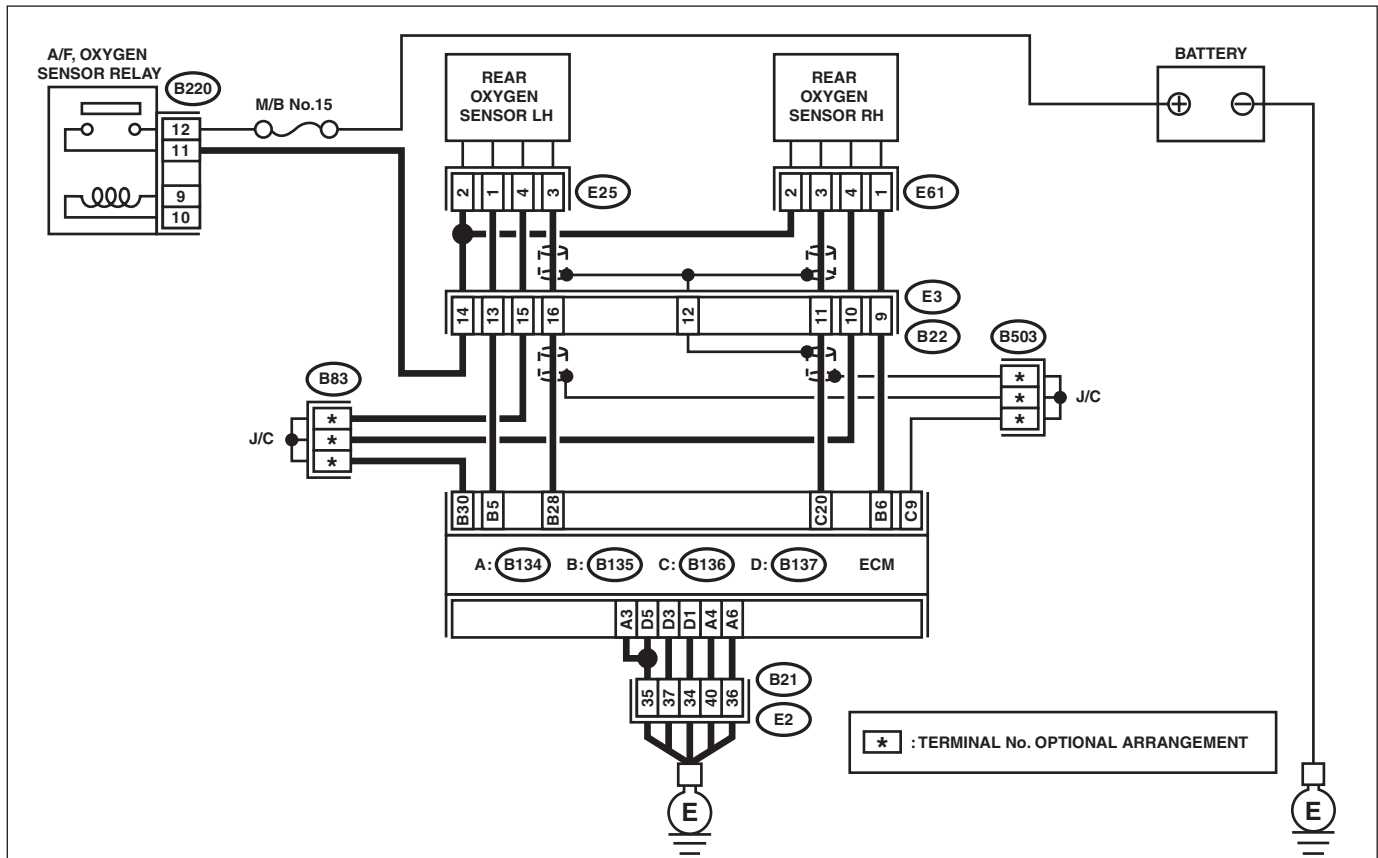 A/F, OXYGEN
SENSOR RELAY
B220
M/B No.15
12
11
9
10
REAR
OXYGEN
SENSOR LH
REAR
OXYGEN
SENSOR RH
BATTERY
+
−
2 1 4 3
E25
2 3 4 1
E61
14 13 15 16 12 11 10 9
E3
B22
B503
*
*
*
J/C
B83
*
*
*
J/C
B30 B5 B28 C20 B6 C9
A: B134 B: B135 C: B136 D: B137 ECM
A3 D5 D3 D1 A4 A6
35 37 34 40 36
B21
E2
* : TERMINAL No. OPTIONAL ARRANGEMENT
E
E